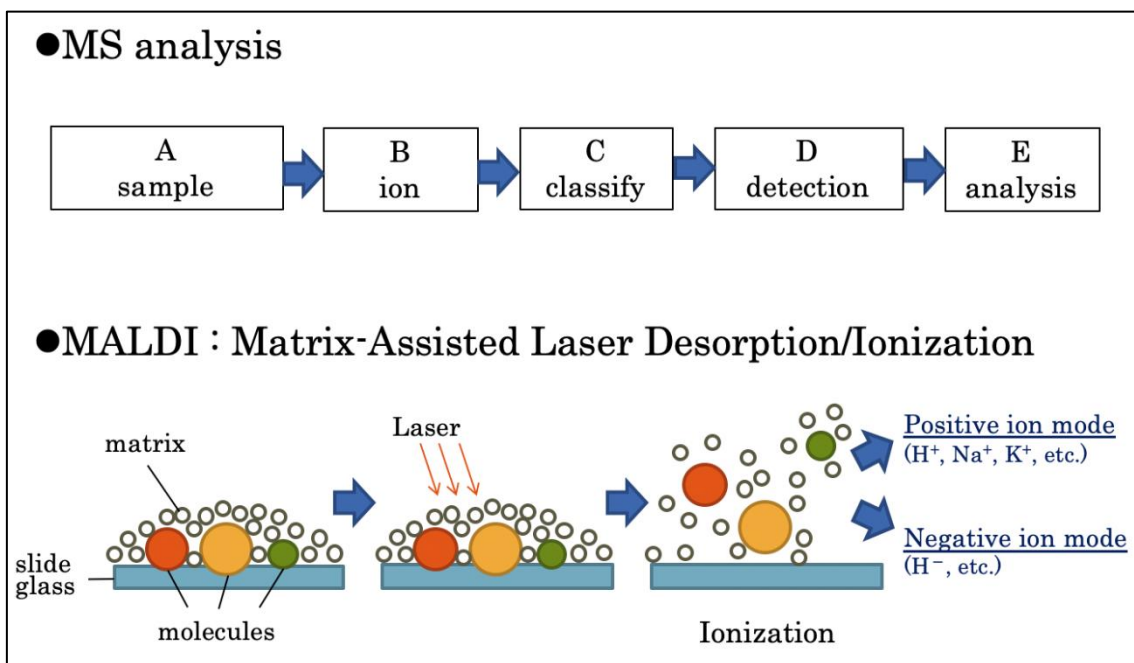 ●MS analysis
A
sample
B
ion
C
classify
D
detection
E
analysis
●MALDI : Matrix-Assisted Laser Desorption/Ionization
matrix
Laser
Positive ion mode
(H⁺, Na⁺, K⁺, etc.)
Negative ion mode
(H⁻, etc.)
slide
glass
molecules
Ionization